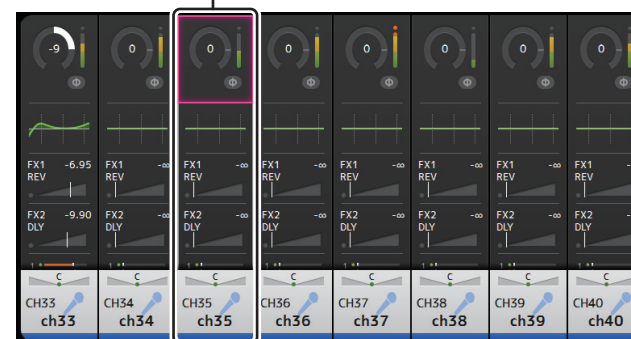 -9 0 0 0 0 0 0 0
Φ Φ Φ Φ Φ Φ Φ Φ
FX1 -6.95 FX1 -∞ FX1 -∞ FX1 -∞ FX1 -∞ FX1 -∞ FX1 -∞ FX1
REV REV REV REV REV REV REV REV
FX2 -9.90 FX2 -∞ FX2 -∞ FX2 -∞ FX2 -∞ FX2 -∞ FX2 -∞ FX2
DLY DLY DLY DLY DLY DLY DLY DLY
C C C C C C C C
CH33 CH34 CH35 CH36 CH37 CH38 CH39 CH40
ch33 ch34 ch35 ch36 ch37 ch38 ch39 ch40